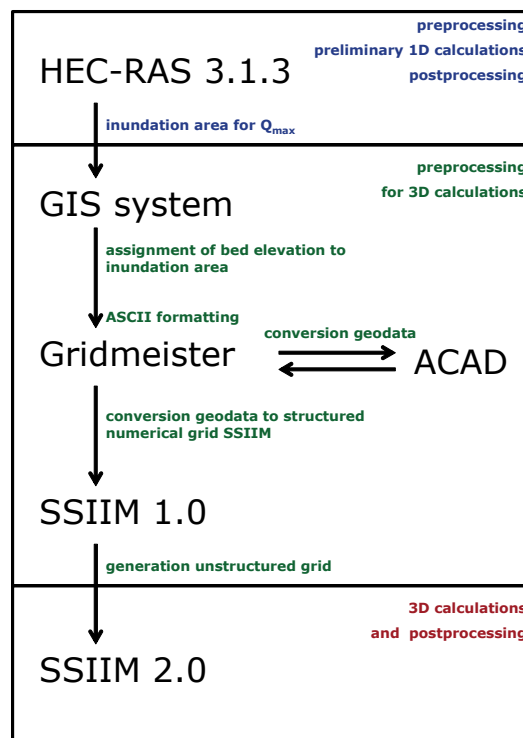 preprocessing
preliminary 1D calculations
HEC-RAS 3.1.3
postprocessing
inundation area for Qmax
preprocessing
for 3D calculations
GIS system
assignment of bed elevation to
inundation area
ASCII formatting
conversion geodata
Gridmeister
ACAD
conversion geodata to structured
numerical grid SSIIM
SSIIM 1.0
generation unstructured grid
3D calculations
and postprocessing
SSIIM 2.0